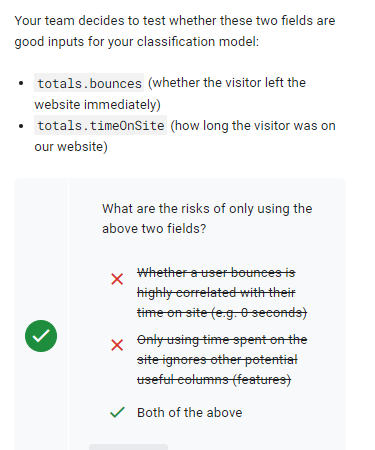 Your team decides to test whether these two fields are
good inputs for your classification model:
totals.bounces (whether the visitor left the
website immediately)
totals.timeOnSite (how long the visitor was on
our website)
What are the risks of only using the
above two fields?
Whether a user bounces is
highly correlated with their
time on site (e.g. 0 seconds)
Only using time spent on the
site ignores other potential
useful columns (features)
Both of the above